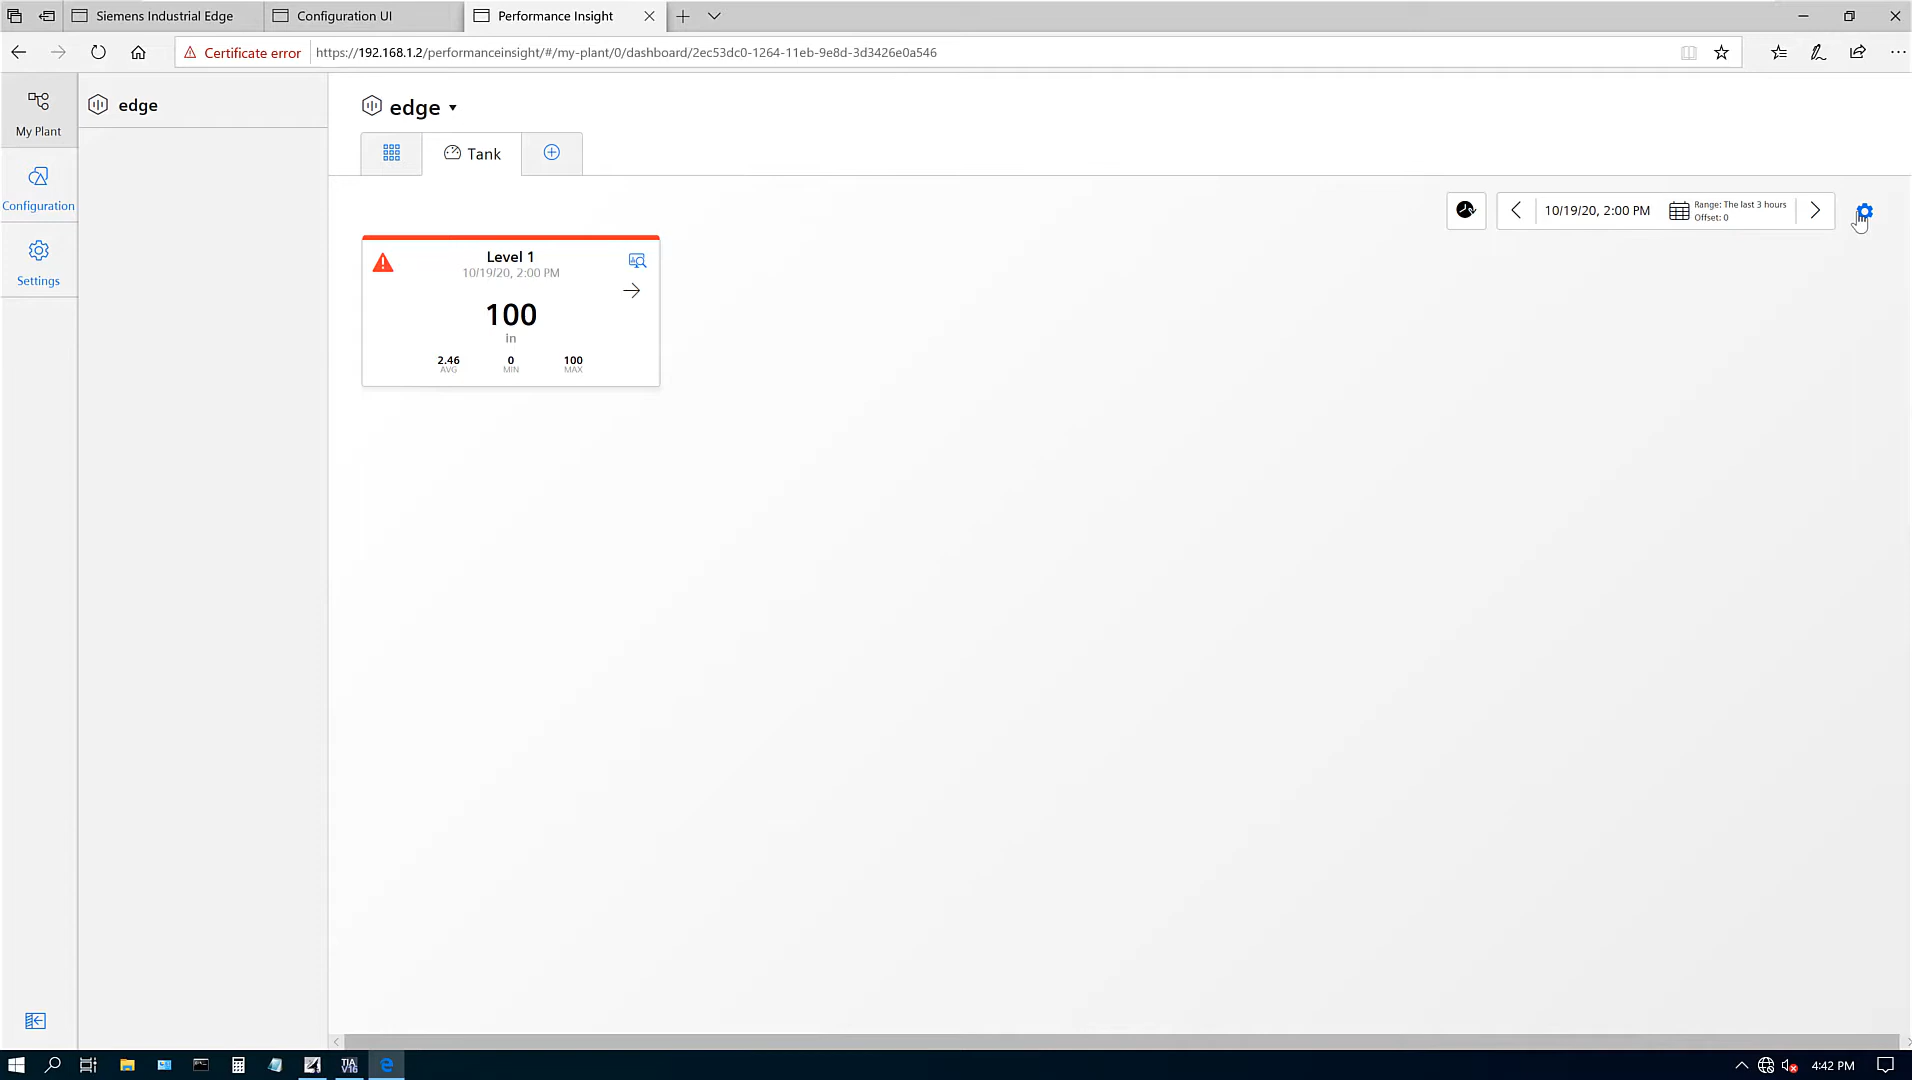 Siemens Industrial Edge
Configuration UI
Performance Insight
Certificate error
https://192.168.1.2/performanceinsight/#/my-plant/0/dashboard/2ec53dc0-1264-11eb-9e8d-3d3426e0a546
My Plant
edge
edge
Tank
Configuration
Settings
10/19/20, 2:00 PM
Range: The last 3 hours
Offset: 0
Level 1
10/19/20, 2:00 PM
100
in
2.46 0 100
AVG MIN MAX
TIA
V16
4:42 PM